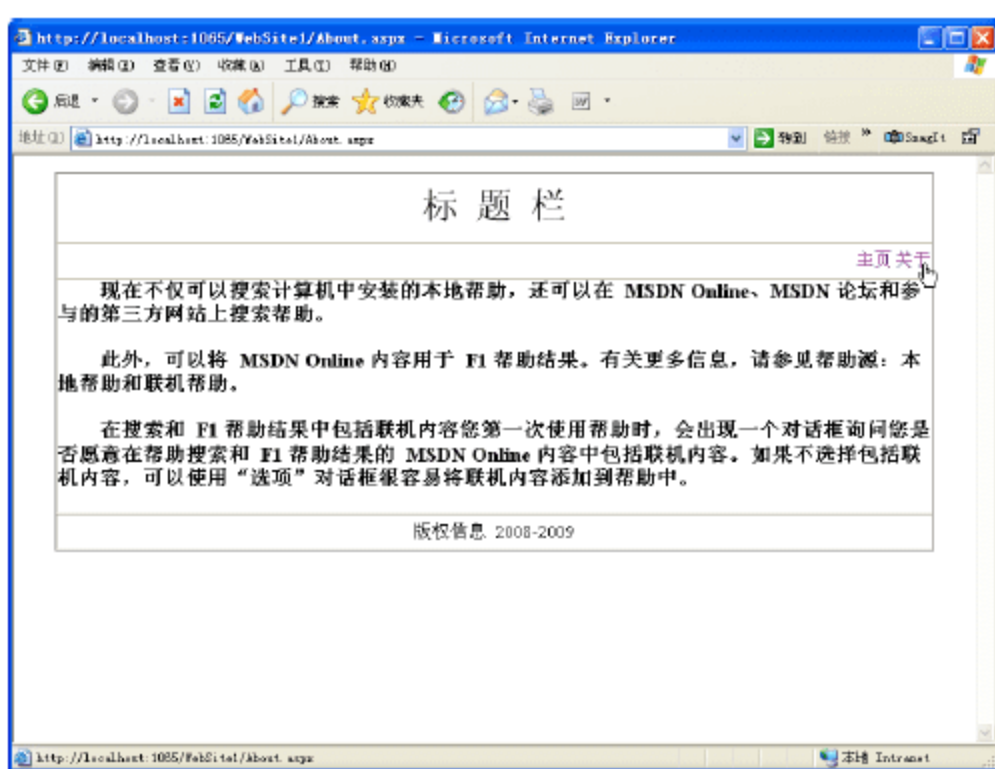 http://localhost:1065/WebSite1/About.aspx - Microsoft Internet Explorer
文件(F) 编辑(E) 查看(V) 收藏(A) 工具(T) 帮助(H)
后退 搜索 收藏夹
地址(D) http://localhost:1065/WebSite1/About.aspx 转到 链接 » SnagIt
标 题 栏
主页 关于
现在不仅可以搜索计算机中安装的本地帮助，还可以在 MSDN Online、MSDN 论坛和参
与的第三方网站上搜索帮助。
此外，可以将 MSDN Online 内容用于 F1 帮助结果。有关更多信息，请参见帮助源：本
地帮助和联机帮助。
在搜索和 F1 帮助结果中包括联机内容您第一次使用帮助时，会出现一个对话框询问您是
否愿意在帮助搜索和 F1 帮助结果的 MSDN Online 内容中包括联机内容。如果不选择包括联
机内容，可以使用“选项”对话框很容易将联机内容添加到帮助中。
版权信息 2008-2009
http://localhost:1065/WebSite1/About.aspx 本地 Intranet